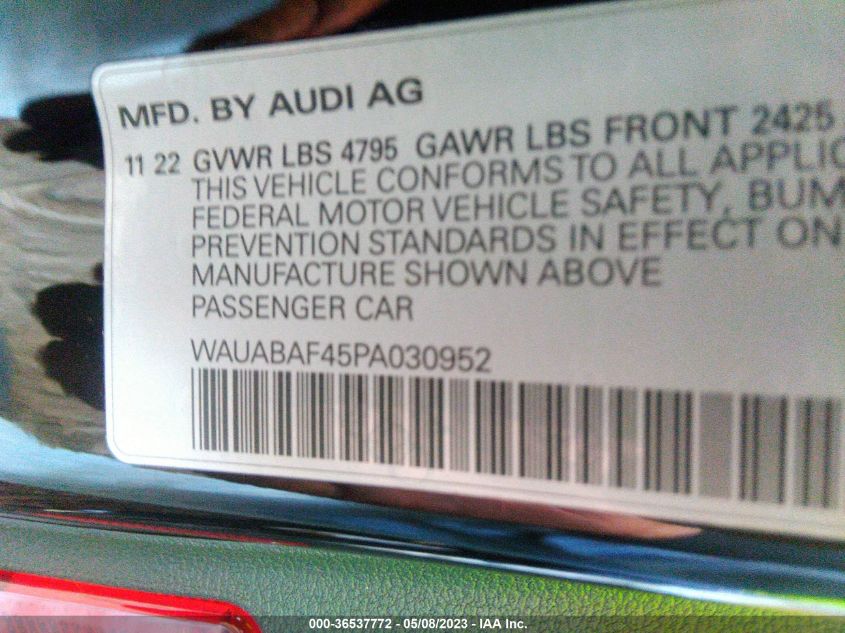 MFD. BY AUDI AG
11 22 GVWR LBS 4795 GAWR LBS FRONT 2425
THIS VEHICLE CONFORMS TO ALL APPLIC
FEDERAL MOTOR VEHICLE SAFETY, BUM
PREVENTION STANDARDS IN EFFECT ON
MANUFACTURE SHOWN ABOVE
PASSENGER CAR
WAUABAF45PA030952
000-36537772 - 05/08/2023 - IAA Inc.